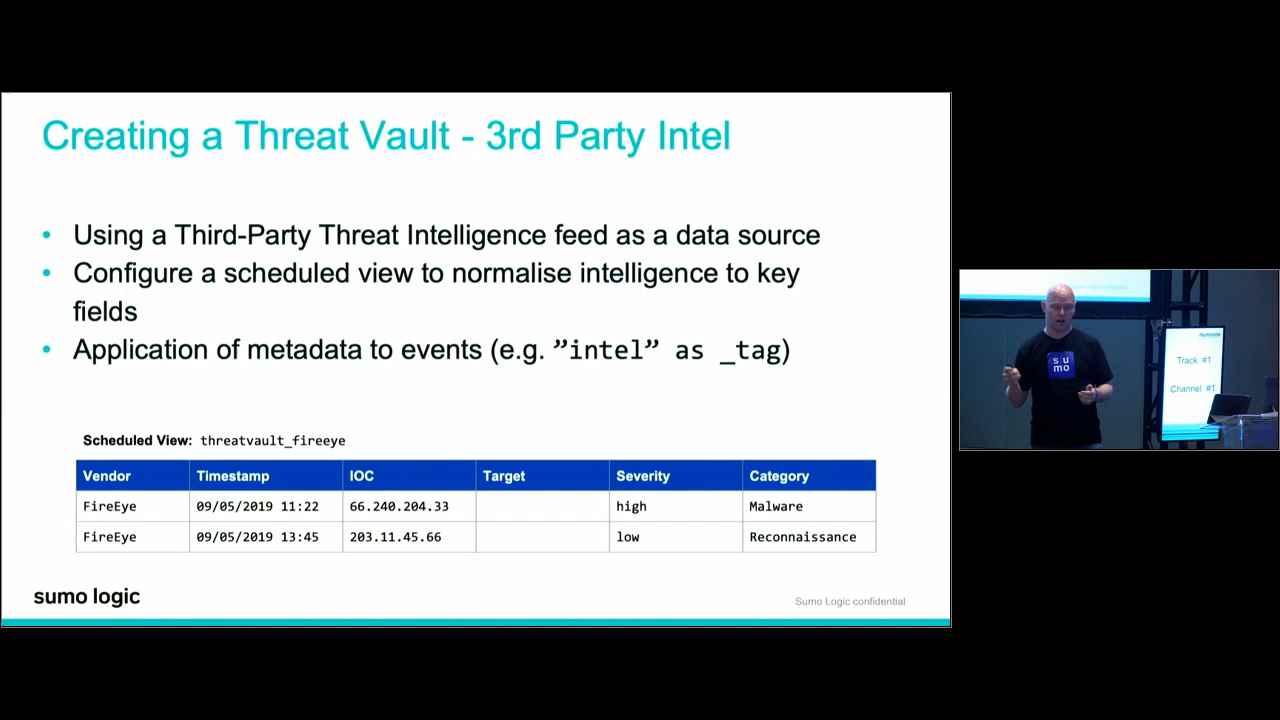 Creating a Threat Vault - 3rd Party Intel
• Using a Third-Party Threat Intelligence feed as a data source
• Configure a scheduled view to normalise intelligence to key
fields
• Application of metadata to events (e.g. ”intel” as _tag)
Scheduled View: threatvault_fireeye
Vendor Timestamp IOC Target Severity Category
FireEye 09/05/2019 11:22 66.240.204.33 high Malware
FireEye 09/05/2019 13:45 203.11.45.66 low Reconnaissance
sumo logic
Sumo Logic confidential
su
mo
illuminate
Track #1
Channel #1